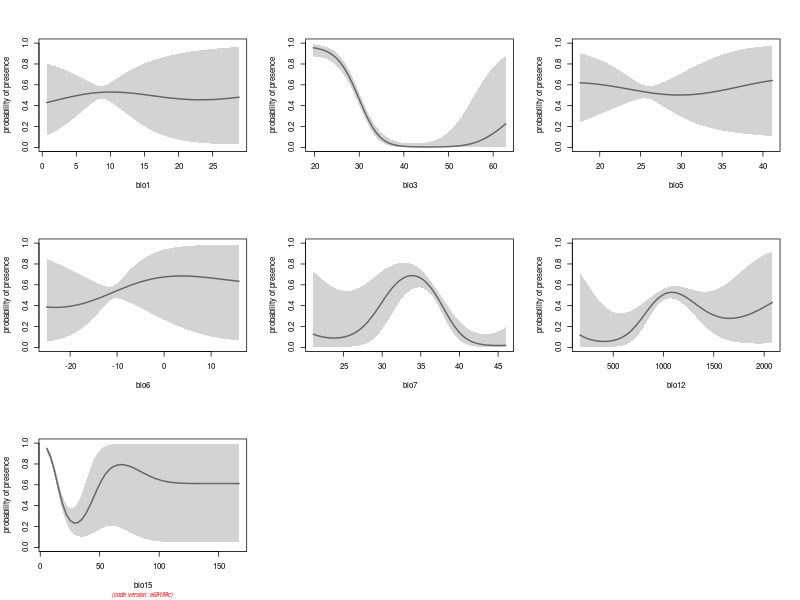 probability of presence
0.0 0.2 0.4 0.6 0.8 1.0
0 5 10 15 20 25
bio1
probability of presence
0.0 0.2 0.4 0.6 0.8 1.0
20 30 40 50 60
bio3
probability of presence
0.0 0.2 0.4 0.6 0.8 1.0
20 25 30 35 40
bio5
probability of presence
0.0 0.2 0.4 0.6 0.8 1.0
-20 -10 0 10
bio6
probability of presence
0.0 0.2 0.4 0.6 0.8 1.0
25 30 35 40 45
bio7
probability of presence
0.0 0.2 0.4 0.6 0.8 1.0
500 1000 1500 2000
bio12
probability of presence
0.0 0.2 0.4 0.6 0.8 1.0
0 50 100 150
bio15
(code version: